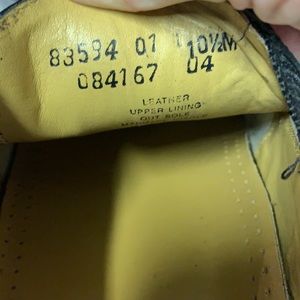 83594 01 10½M
084167 04
LEATHER
UPPER LINING
OUT SOLE